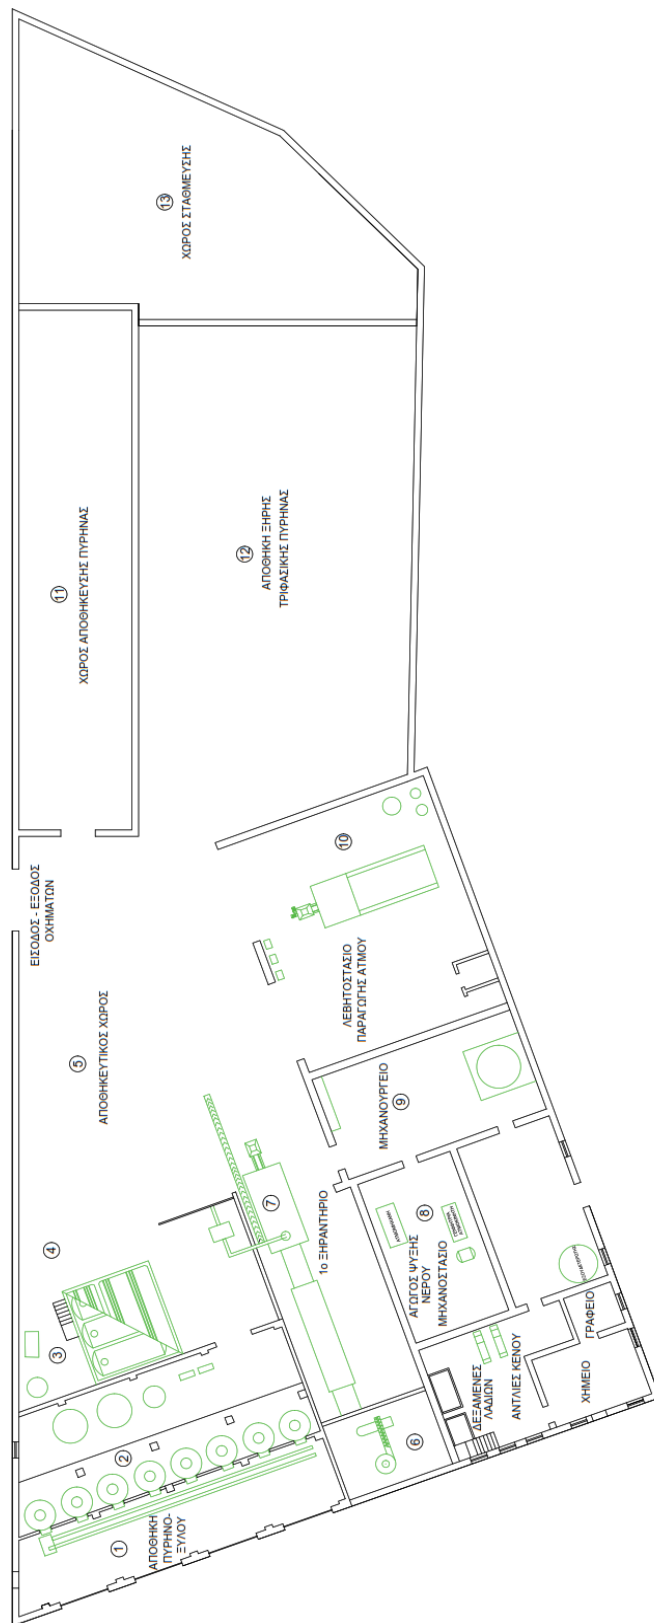 13
ΧΩΡΟΣ ΣΤΑΘΜΕΥΣΗΣ
11
ΧΩΡΟΣ ΑΠΟΘΗΚΕΥΣΗΣ ΠΥΡΗΝΑΣ
12
ΑΠΟΘΗΚΗ ΞΗΡΗΣ
ΤΡΙΦΑΣΙΚΗΣ ΠΥΡΗΝΑΣ
ΕΙΣΟΔΟΣ - ΕΞΟΔΟΣ
ΟΧΗΜΑΤΩΝ
10
ΛΕΒΗΤΟΣΤΑΣΙΟ
ΠΑΡΑΓΩΓΗΣ ΑΤΜΟΥ
5
ΑΠΟΘΗΚΕΥΤΙΚΟΣ ΧΩΡΟΣ
ΜΗΧΑΝΟΥΡΓΕΙΟ
9
7
1ο ΞΗΡΑΝΤΗΡΙΟ
8
ΑΓΩΓΟΣ ΨΥΞΗΣ
ΝΕΡΟΥ
ΜΗΧΑΝΟΣΤΑΣΙΟ
4
3
ΓΡΑΦΕΙΟ
ΧΗΜΕΙΟ
ΔΕΞΑΜΕΝΕΣ
ΛΑΔΙΩΝ
ΑΝΤΛΙΕΣ ΚΕΝΟΥ
6
2
1
ΑΠΟΘΗΚΗ
ΠΥΡΗΝΟ-
ΞΥΛΟΥ